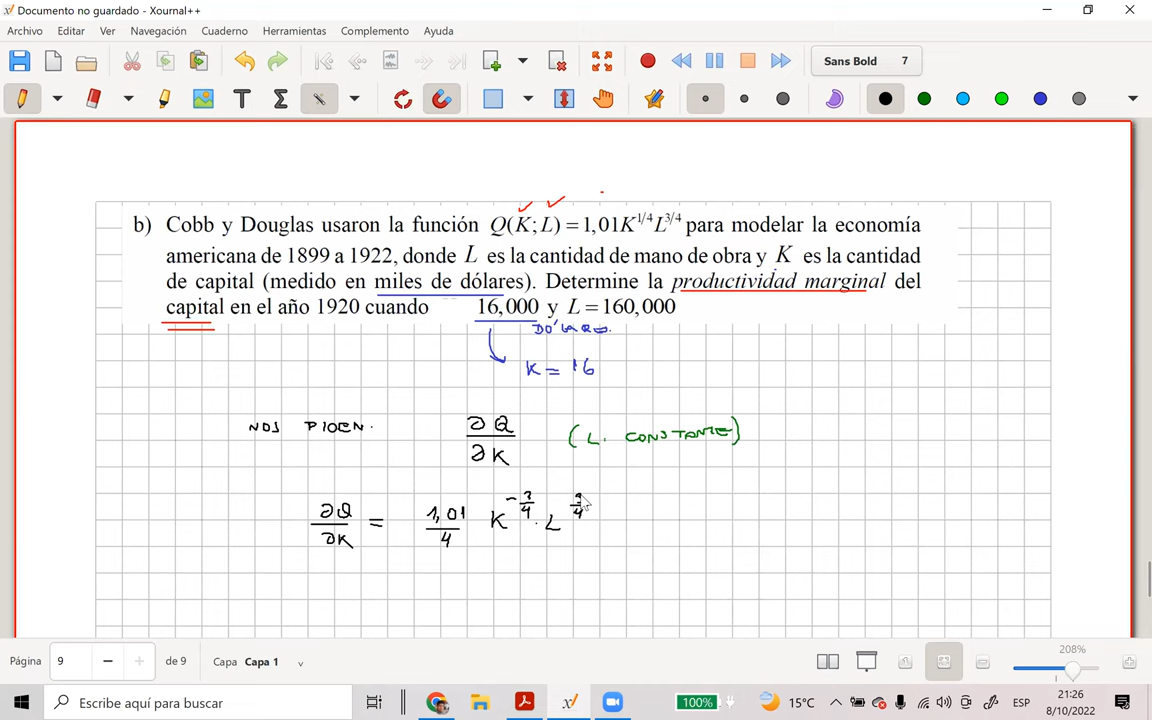 Documento no guardado - Xournal++
Archivo Editar Ver Navegación Cuaderno Herramientas Complemento Ayuda
Sans Bold 7
b) Cobb y Douglas usaron la función Q(K;L) = 1,01K^{1/4}L^{3/4} para modelar la economía
americana de 1899 a 1922, donde L es la cantidad de mano de obra y K es la cantidad
de capital (medido en miles de dólares). Determine la productividad marginal del
capital en el año 1920 cuando 16,000 y L = 160,000
DÓLARES.
K = 16
NOS PIDEN. ∂Q/∂K (L. CONSTANTE)
∂Q/∂K = 1,01/4 K^{-3/4} . L^{3/4}
Página 9 de 9 Capa Capa 1 208%
Escribe aquí para buscar 100% 15°C ESP 21:26
8/10/2022